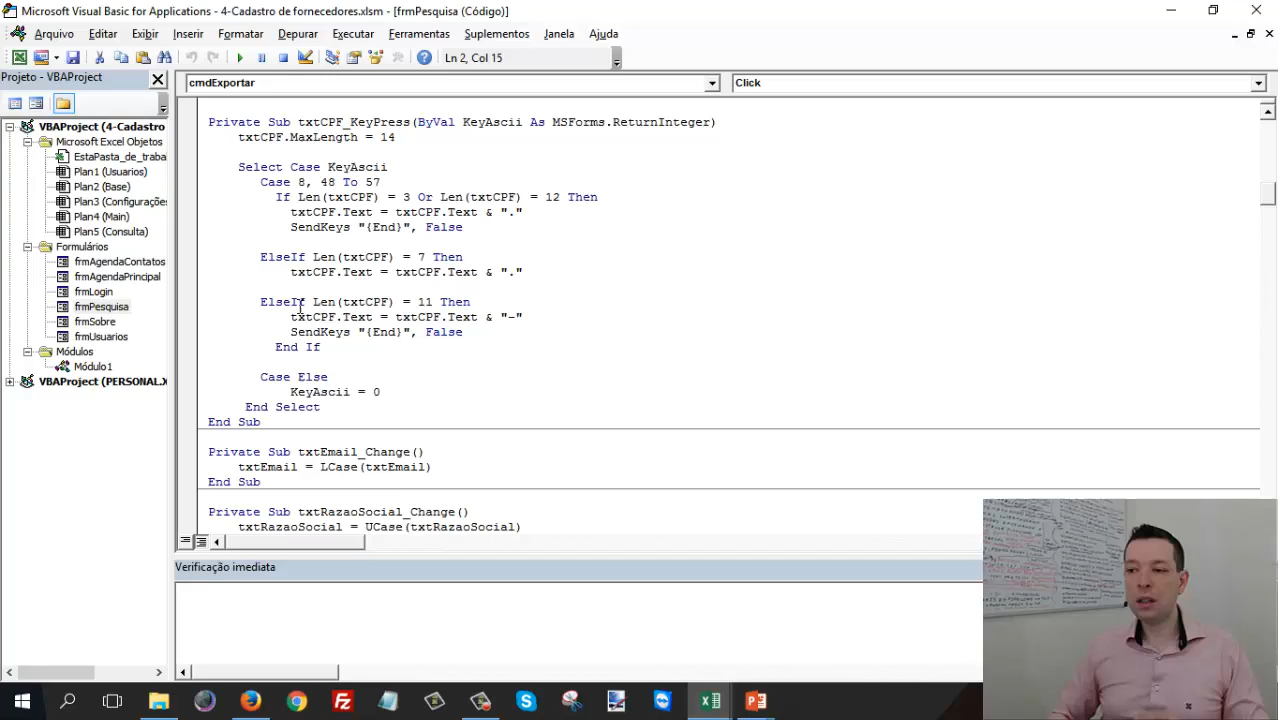 Microsoft Visual Basic for Applications - 4-Cadastro de fornecedores.xlsm - [frmPesquisa (Código)]
Arquivo Editar Exibir Inserir Formatar Depurar Executar Ferramentas Suplementos Janela Ajuda
Ln 2, Col 15
Projeto - VBAProject
cmdExportar
Click
VBAProject (4-Cadastro
Microsoft Excel Objetos
EstaPasta_de_traba
Plan1 (Usuarios)
Plan2 (Base)
Plan3 (Configurações
Plan4 (Main)
Plan5 (Consulta)
Formulários
frmAgendaContatos
frmAgendaPrincipal
frmLogin
frmPesquisa
frmSobre
frmUsuarios
Módulos
Módulo1
VBAProject (PERSONAL.X
Private Sub txtCPF_KeyPress(ByVal KeyAscii As MSForms.ReturnInteger)
txtCPF.MaxLength = 14
Select Case KeyAscii
Case 8, 48 To 57
If Len(txtCPF) = 3 Or Len(txtCPF) = 12 Then
txtCPF.Text = txtCPF.Text & "."
SendKeys "{End}", False
ElseIf Len(txtCPF) = 7 Then
txtCPF.Text = txtCPF.Text & "."
ElseIf Len(txtCPF) = 11 Then
txtCPF.Text = txtCPF.Text & "-"
SendKeys "{End}", False
End If
Case Else
KeyAscii = 0
End Select
End Sub
Private Sub txtEmail_Change()
txtEmail = LCase(txtEmail)
End Sub
Private Sub txtRazaoSocial_Change()
txtRazaoSocial = UCase(txtRazaoSocial)
Verificação imediata